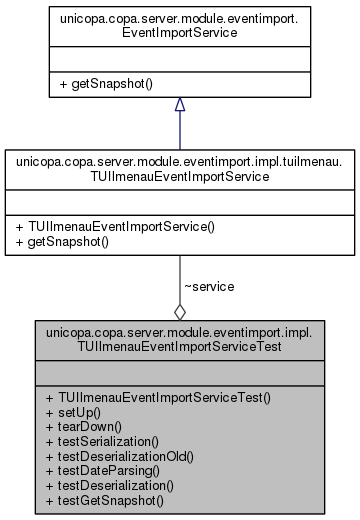 unicopa.copa.server.module.eventimport.
EventImportService
+ getSnapshot()
unicopa.copa.server.module.eventimport.impl.tuilmenau.
TUIlmenauEventImportService
+ TUIlmenauEventImportService()
+ getSnapshot()
~service
unicopa.copa.server.module.eventimport.impl.
TUIlmenauEventImportServiceTest
+ TUIlmenauEventImportServiceTest()
+ setUp()
+ tearDown()
+ testSerialization()
+ testDeserializationOld()
+ testDateParsing()
+ testDeserialization()
+ testGetSnapshot()